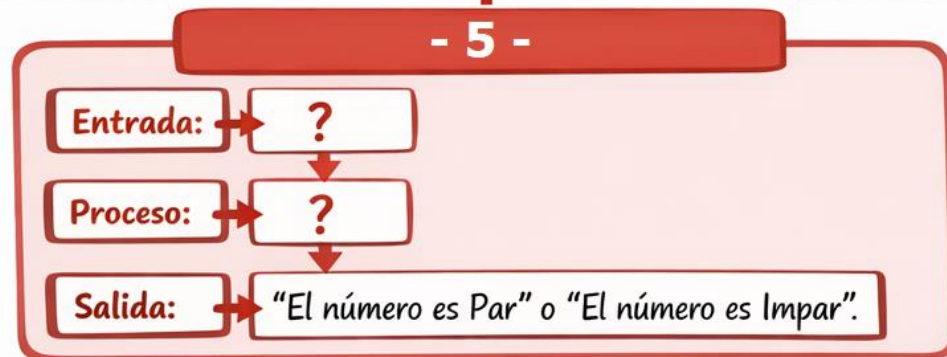 - 5 -
Entrada: ?
Proceso: ?
Salida: “El número es Par” o “El número es Impar”.